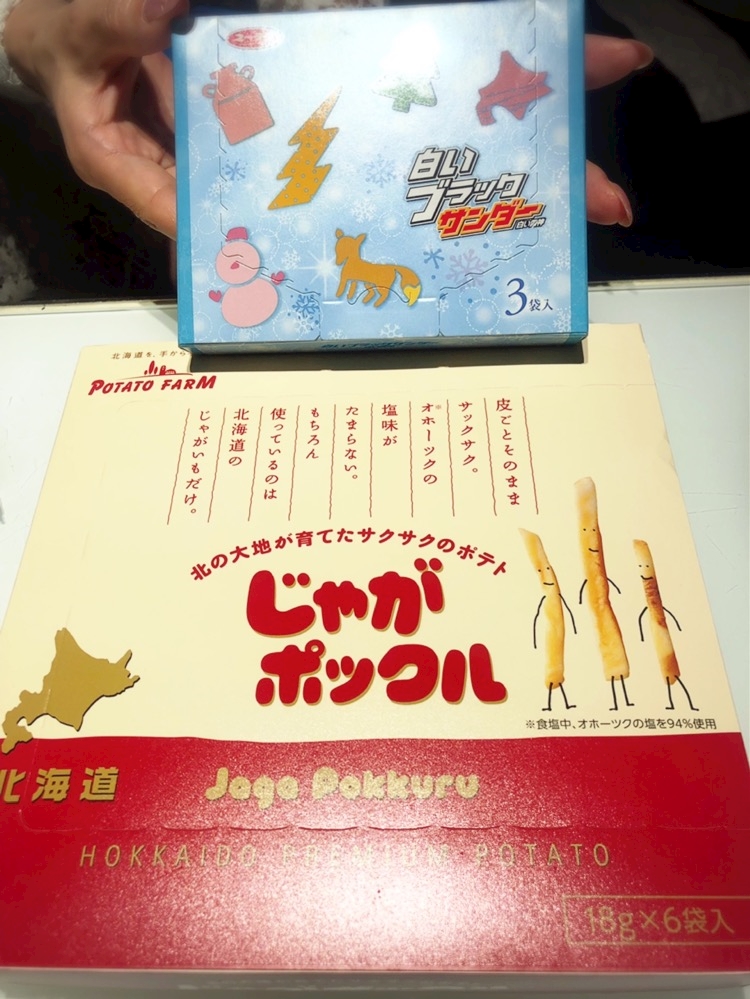 白い
ブラック
サンダー
3袋入
北海道を、手から
POTATO FARM
皮ごとそのまま
サックサク。
オホーツクの
塩味が
たまらない。
もちろん
使っているのは
北海道の
じゃがいもだけ。
北の大地が育てたサクサクのポテト
じゃが
ポックル
※食塩中、オホーツクの塩を94%使用
北海道
Jaga Pokkuru
HOKKAIDO PREMIUM POTATO
18g×6袋入